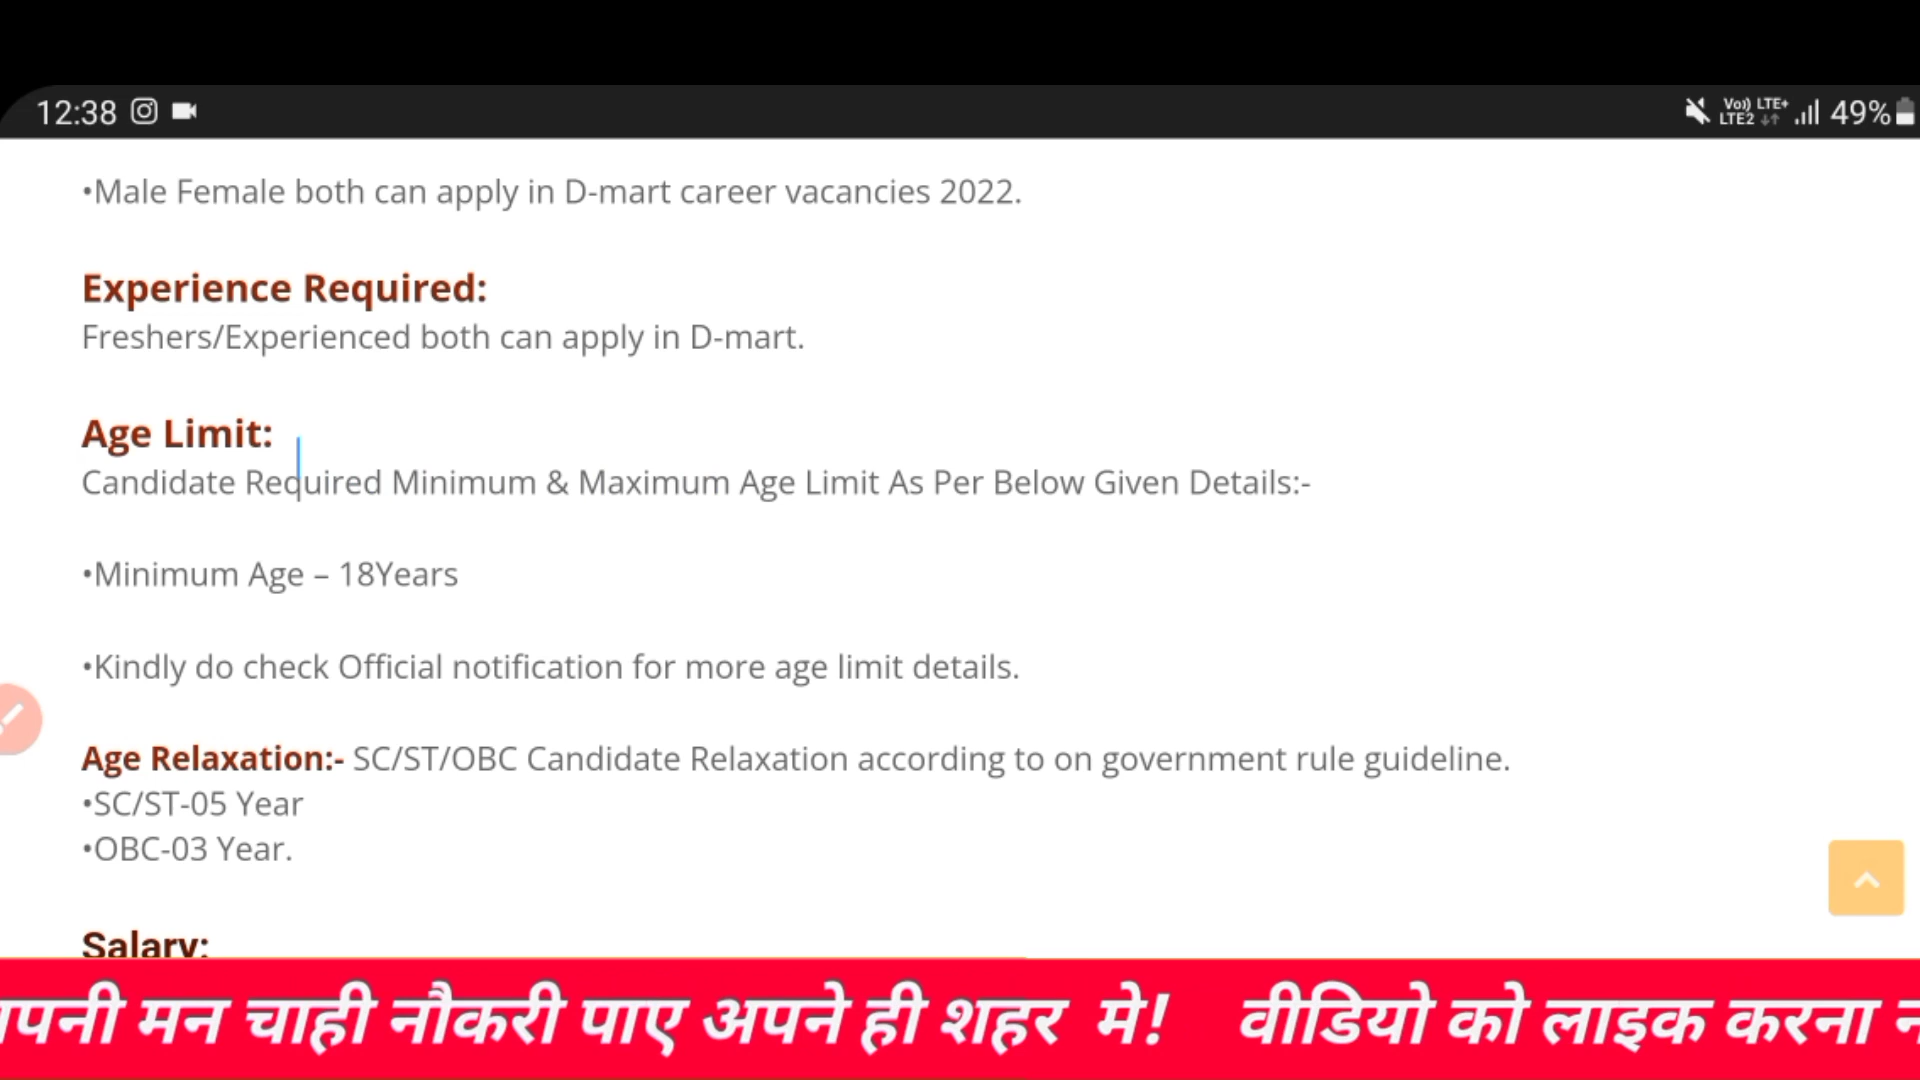 12:38
Vo)) LTE+
LTE2
49%
•Male Female both can apply in D-mart career vacancies 2022.
Experience Required:
Freshers/Experienced both can apply in D-mart.
Age Limit:
Candidate Required Minimum & Maximum Age Limit As Per Below Given Details:-
•Minimum Age – 18Years
•Kindly do check Official notification for more age limit details.
Age Relaxation:- SC/ST/OBC Candidate Relaxation according to on government rule guideline.
•SC/ST-05 Year
•OBC-03 Year.
Salary:
मन चाही नौकरी पाए अपने ही शहर मे! वीडियो को लाइक करना